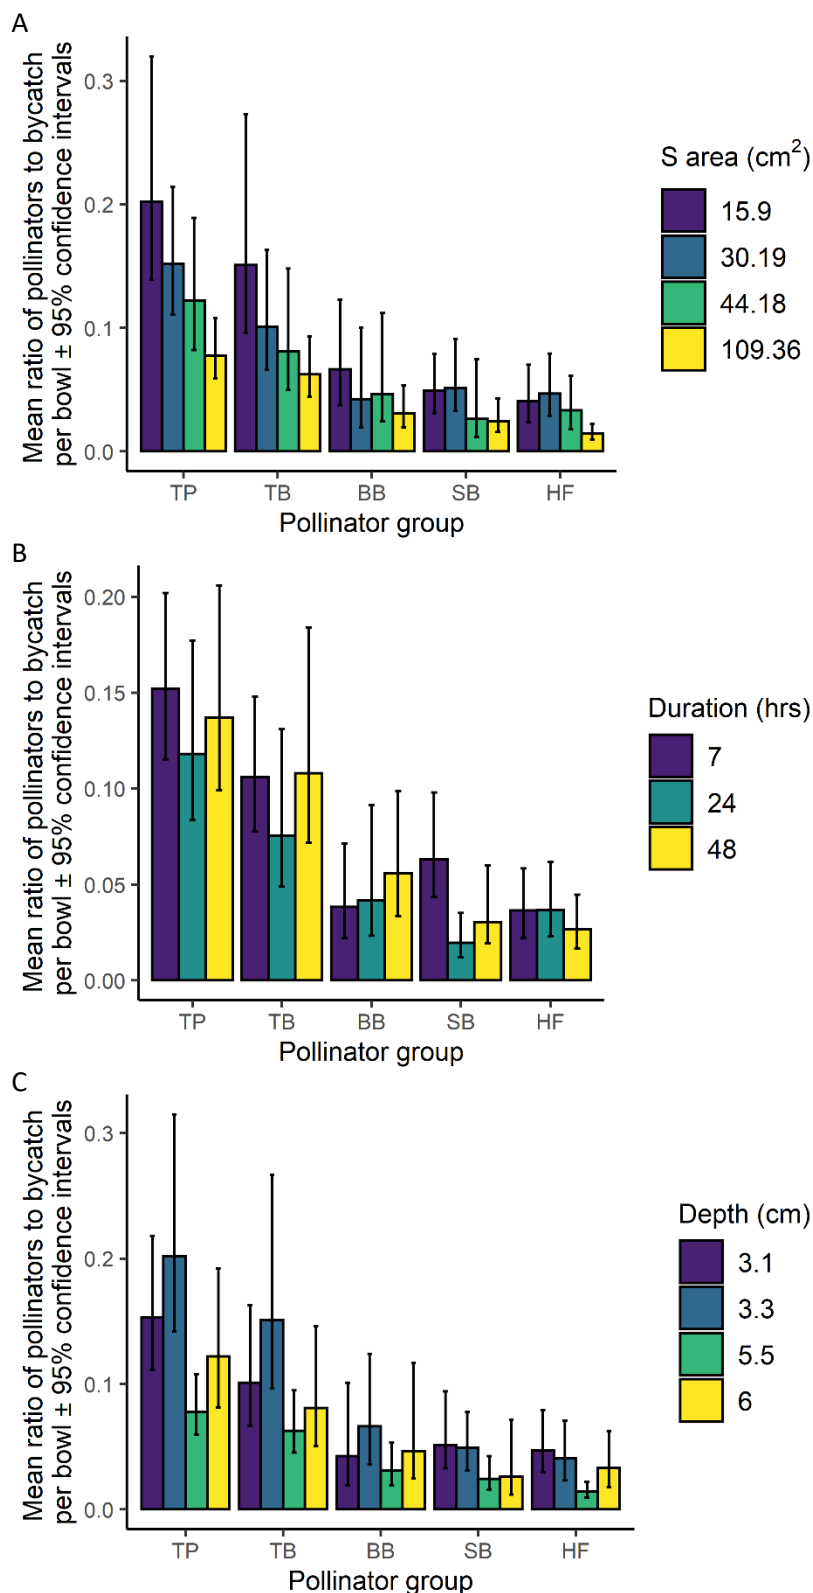 A
Mean ratio of pollinators to bycatch
per bowl ± 95% confidence intervals
0.3
0.2
0.1
0.0
TP TB BB SB HF
Pollinator group
S area (cm²)
15.9
30.19
44.18
109.36
B
Mean ratio of pollinators to bycatch
per bowl ± 95% confidence intervals
0.20
0.15
0.10
0.05
0.00
TP TB BB SB HF
Pollinator group
Duration (hrs)
7
24
48
C
Mean ratio of pollinators to bycatch
per bowl ± 95% confidence intervals
0.3
0.2
0.1
0.0
TP TB BB SB HF
Pollinator group
Depth (cm)
3.1
3.3
5.5
6